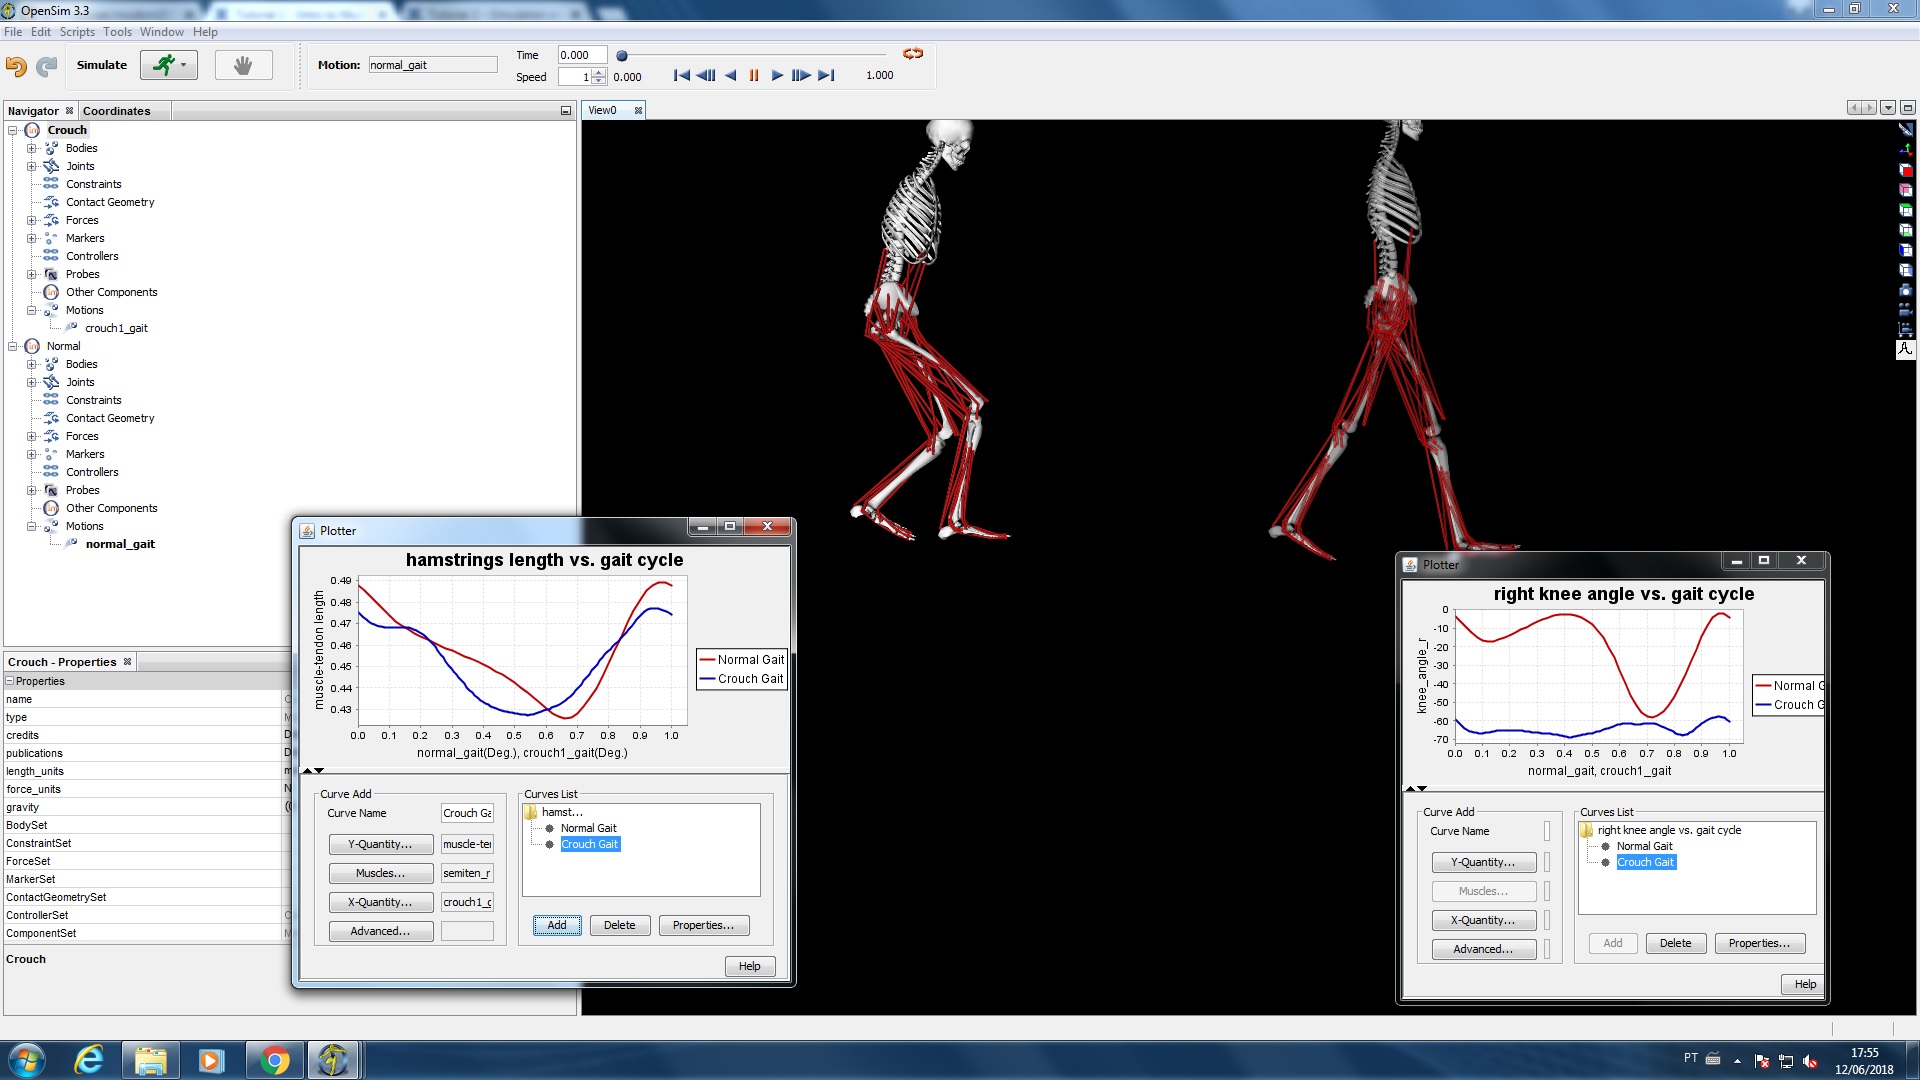 OpenSim 3.3
File Edit Scripts Tools Window Help
Simulate
Motion: normal_gait
Time 0.000
Speed 1 0.000 1.000
Navigator Coordinates
Crouch
Bodies
Joints
Constraints
Contact Geometry
Forces
Markers
Controllers
Probes
Other Components
Motions
crouch1_gait
Normal
Bodies
Joints
Constraints
Contact Geometry
Forces
Markers
Controllers
Probes
Other Components
Motions
normal_gait
View0
Crouch - Properties
Properties
name
type
credits
publications
length_units
force_units
gravity
BodySet
ConstraintSet
ForceSet
MarkerSet
ContactGeometrySet
ControllerSet
ComponentSet
Crouch
Plotter
hamstrings length vs. gait cycle
muscle-tendon length
0.49
0.48
0.47
0.46
0.45
0.44
0.43
0.0 0.1 0.2 0.3 0.4 0.5 0.6 0.7 0.8 0.9 1.0
normal_gait(Deg.), crouch1_gait(Deg.)
Normal Gait
Crouch Gait
Curve Add
Curve Name Crouch Ga
Y-Quantity... muscle-ter
Muscles... semiten_r
X-Quantity... crouch1_g
Advanced...
Curves List
hamst...
Normal Gait
Crouch Gait
Add Delete Properties...
Help
Plotter
right knee angle vs. gait cycle
knee_angle_r
0
-10
-20
-30
-40
-50
-60
-70
0.0 0.1 0.2 0.3 0.4 0.5 0.6 0.7 0.8 0.9 1.0
normal_gait, crouch1_gait
Normal G
Crouch G
Curve Add
Curve Name
Y-Quantity...
Muscles...
X-Quantity...
Advanced...
Curves List
right knee angle vs. gait cycle
Normal Gait
Crouch Gait
Add Delete Properties...
Help
PT
17:55
12/06/2018